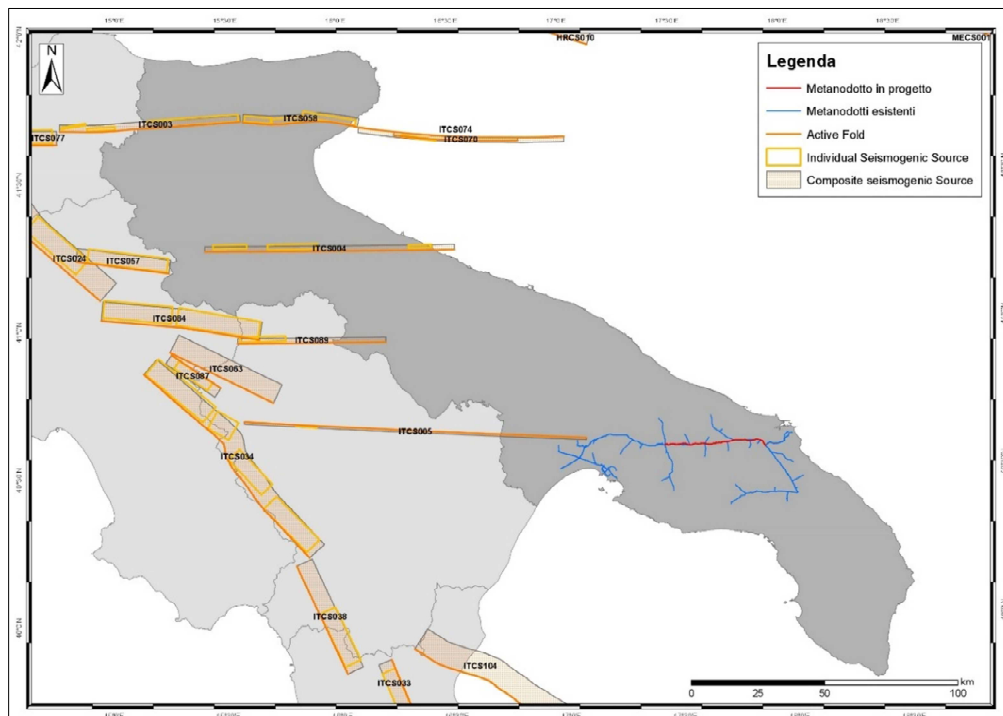 HRCS010
MECS001
N
ITCS003
ITCS058
ITCS077
ITCS074
ITCS070
ITCS004
ITCS024
ITCS057
ITCS084
ITCS089
ITCS063
ITCS087
ITCS005
ITCS034
ITCS038
ITCS104
ITCS033
Legenda
Metanodotto in progetto
Metanodotti esistenti
Active Fold
Individual Seismogenic Source
Composite seismogenic Source
km
0 25 50 100